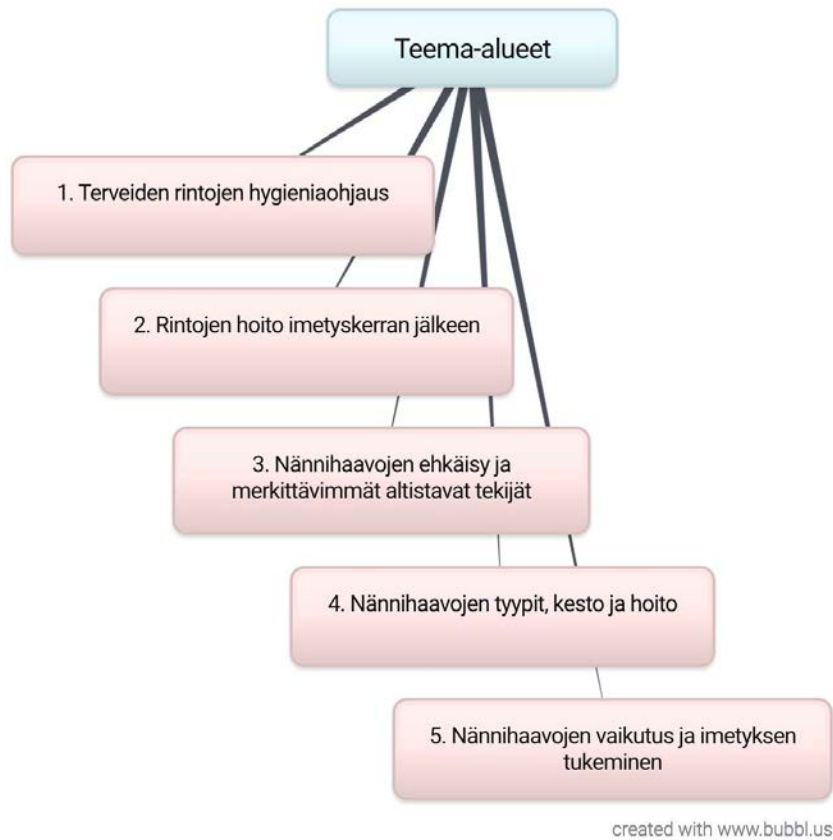 Teema-alueet
1. Terveiden rintojen hygieniaohjaus
2. Rintojen hoito imetyskerran jälkeen
3. Nännihaavojen ehkäisy ja
merkittävimmät altistavat tekijät
4. Nännihaavojen tyypit, kesto ja hoito
5. Nännihaavojen vaikutus ja imetyksen
tukeminen
created with www.bubbl.us